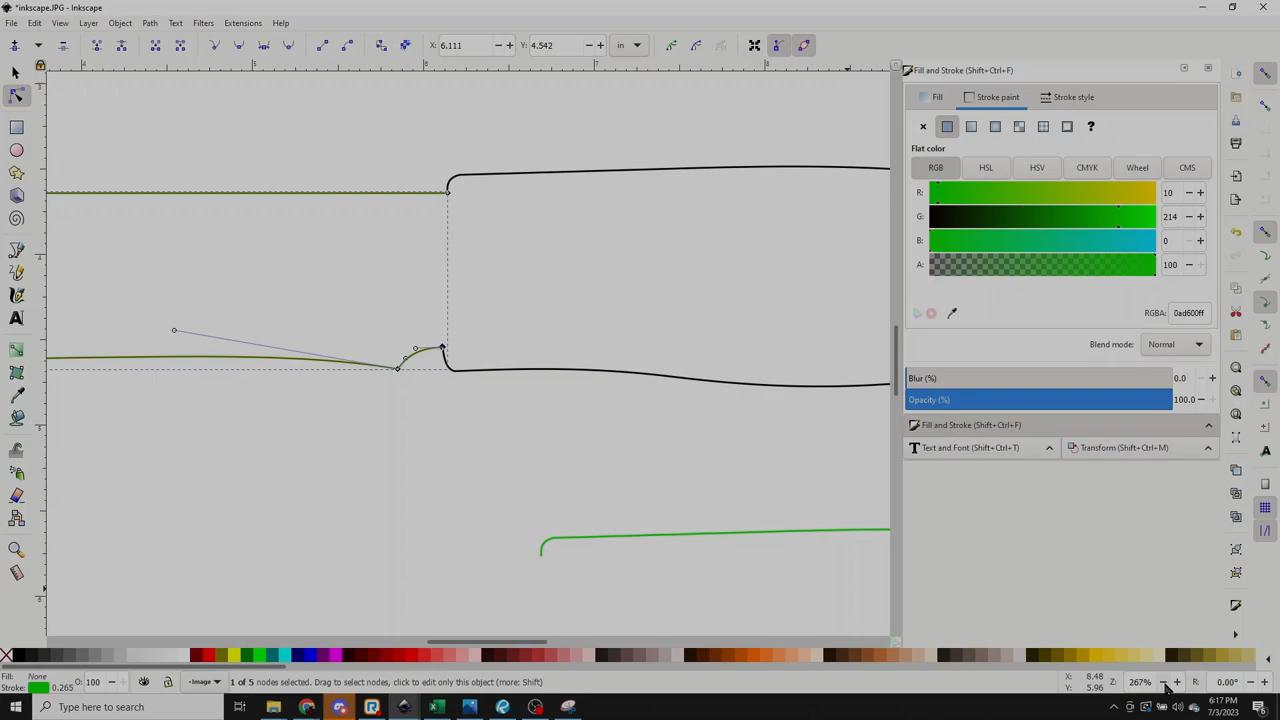 *inkscape.JPG - Inkscape
File Edit View Layer Object Path Text Filters Extensions Help
X: 6.111 Y: 4.542 in
Fill and Stroke (Shift+Ctrl+F)
Fill Stroke paint Stroke style
Flat color
RGB HSL HSV CMYK Wheel CMS
R: 10
G: 214
B: 0
A: 100
RGBA: 0ad600ff
Blend mode: Normal
Blur (%) 0.0
Opacity (%) 100.0
Fill and Stroke (Shift+Ctrl+F)
Text and Font (Shift+Ctrl+T) Transform (Shift+Ctrl+M)
Fill: None
Stroke: 0.265 O: 100 Image 1 of 5 nodes selected. Drag to select nodes, click to edit only this object (more: Shift)
X: 8.48
Y: 5.96
Z: 267% R: 0.00°
Type here to search
6:17 PM
7/3/2023